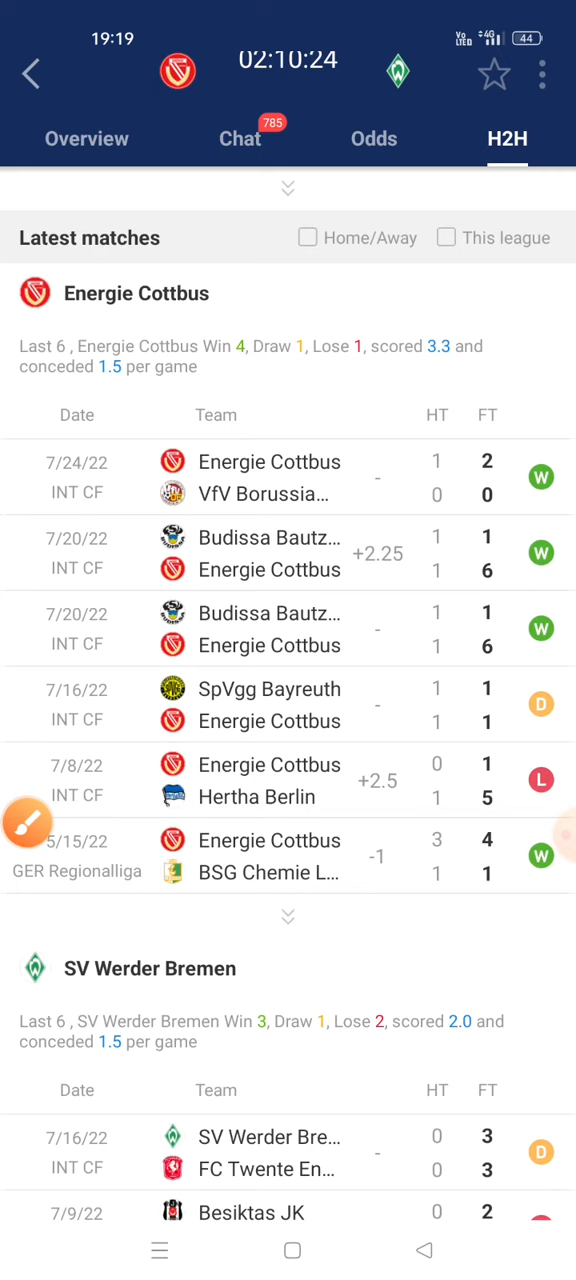 19:19
Vo LTED 4G 44
02:10:24
Overview
Chat
785
Odds
H2H
Latest matches
Home/Away
This league
Energie Cottbus
Last 6 , Energie Cottbus Win 4, Draw 1, Lose 1, scored 3.3 and
conceded 1.5 per game
Date Team HT FT
7/24/22 Energie Cottbus 1 2
INT CF VfV Borussia... 0 0
- W
7/20/22 Budissa Bautz... 1 1
INT CF Energie Cottbus 1 6
+2.25 W
7/20/22 Budissa Bautz... 1 1
INT CF Energie Cottbus 1 6
- W
7/16/22 SpVgg Bayreuth 1 1
INT CF Energie Cottbus 1 1
- D
7/8/22 Energie Cottbus 0 1
INT CF Hertha Berlin 1 5
+2.5 L
5/15/22 Energie Cottbus 3 4
GER Regionalliga BSG Chemie L... 1 1
-1 W
SV Werder Bremen
Last 6 , SV Werder Bremen Win 3, Draw 1, Lose 2, scored 2.0 and
conceded 1.5 per game
Date Team HT FT
7/16/22 SV Werder Bre... 0 3
INT CF FC Twente En... 0 3
- D
7/9/22 Besiktas JK 0 2